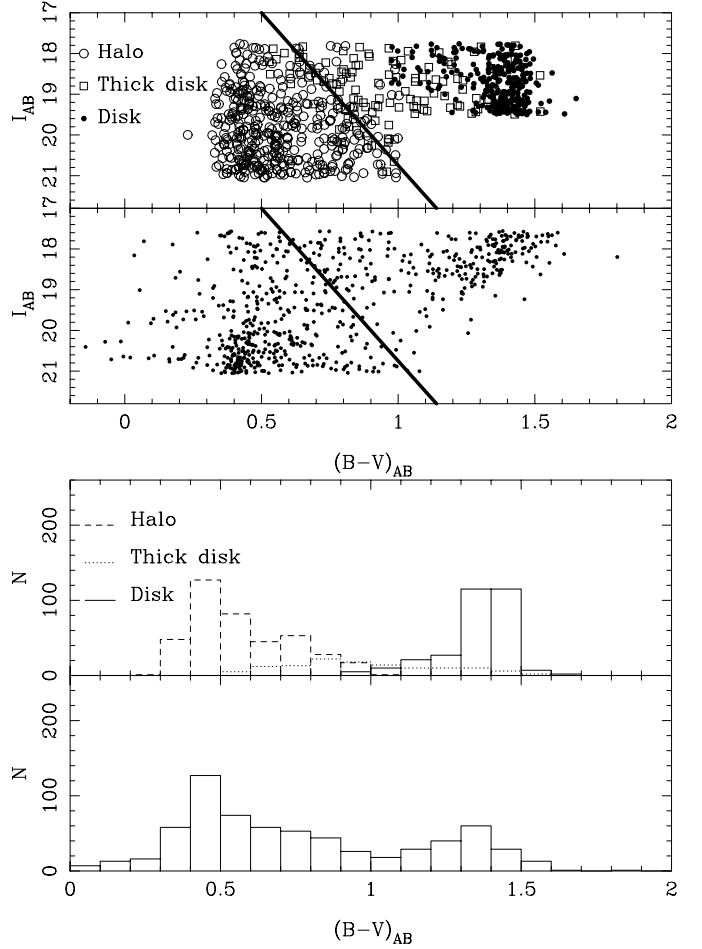 17
18
19
20
21
I_AB
Halo
Thick disk
Disk
17
18
19
20
21
I_AB
0 0.5 1 1.5 2
(B−V)_AB
200
100
0
N
Halo
Thick disk
Disk
200
100
0
N
0 0.5 1 1.5 2
(B−V)_AB